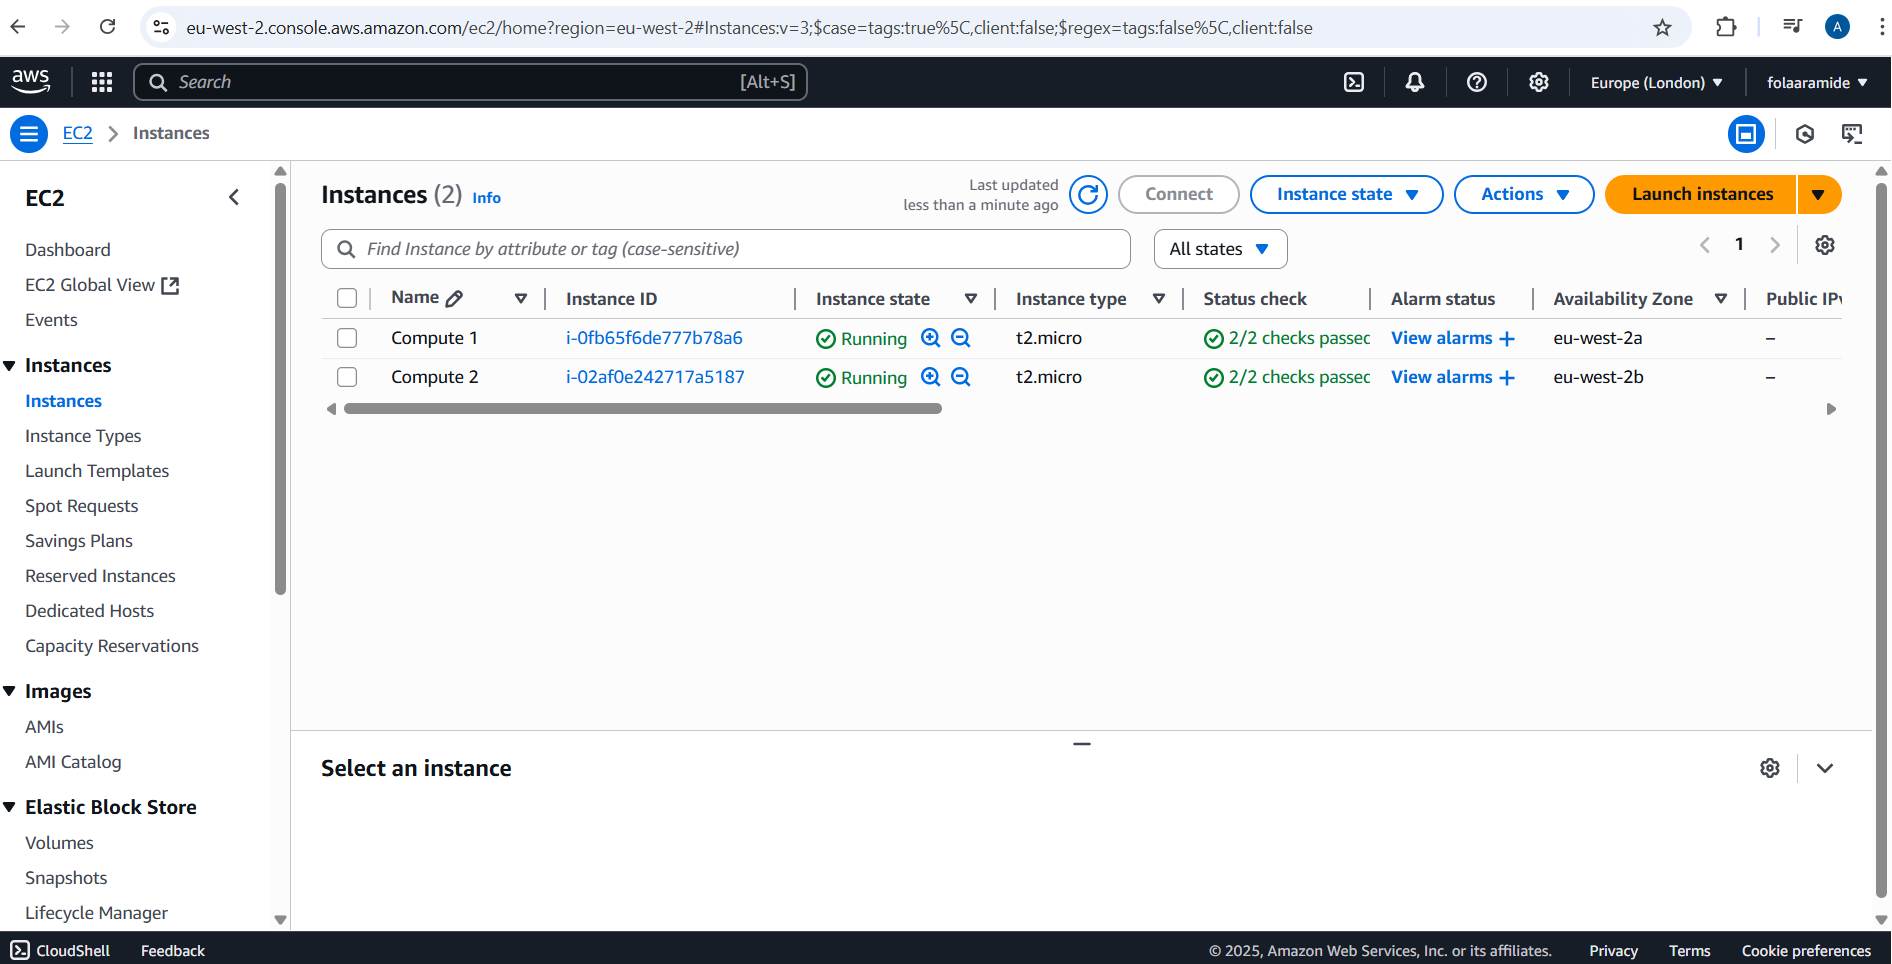 eu-west-2.console.aws.amazon.com/ec2/home?region=eu-west-2#Instances:v=3;$case=tags:true%5C,client:false;$regex=tags:false%5C,client:false
A
aws
Search
[Alt+S]
Europe (London)
folaaramide
EC2
Instances
EC2
Dashboard
EC2 Global View
Events
Instances
Instances
Instance Types
Launch Templates
Spot Requests
Savings Plans
Reserved Instances
Dedicated Hosts
Capacity Reservations
Images
AMIs
AMI Catalog
Elastic Block Store
Volumes
Snapshots
Lifecycle Manager
Instances (2) Info
Last updated
less than a minute ago
Connect
Instance state
Actions
Launch instances
Find Instance by attribute or tag (case-sensitive)
All states
1
Name Instance ID Instance state Instance type Status check Alarm status Availability Zone Public IPv
Compute 1 i-0fb65f6de777b78a6 Running t2.micro 2/2 checks passec View alarms + eu-west-2a –
Compute 2 i-02af0e242717a5187 Running t2.micro 2/2 checks passec View alarms + eu-west-2b –
Select an instance
CloudShell Feedback © 2025, Amazon Web Services, Inc. or its affiliates. Privacy Terms Cookie preferences